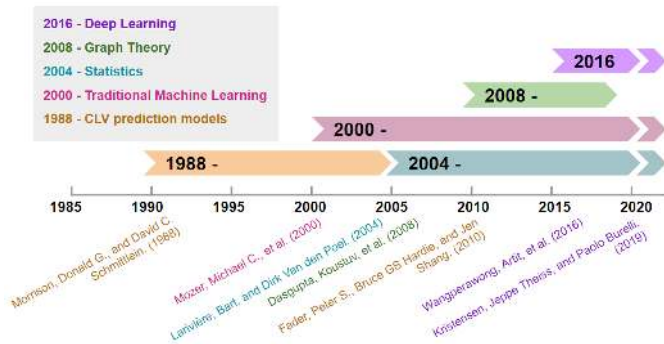 2016 - Deep Learning
2008 - Graph Theory
2004 - Statistics
2000 - Traditional Machine Learning
1988 - CLV prediction models
2016
2008 -
2000 -
1988 -
2004 -
1985
1990
1995
2000
2005
2010
2015
2020
Morrison, Donald G., and David C.
Schmittlein. (1988)
Mozer, Michael C., et al. (2000)
Larivière, Bart, and Dirk Van den Poel. (2004)
Dasgupta, Koustuv, et al. (2008)
Fader, Peter S., Bruce GS Hardie, and Jen
Shang. (2010)
Wangperawong, Artit, et al. (2016)
Kristensen, Jeppe Theiss, and Paolo Burelli.
(2019)